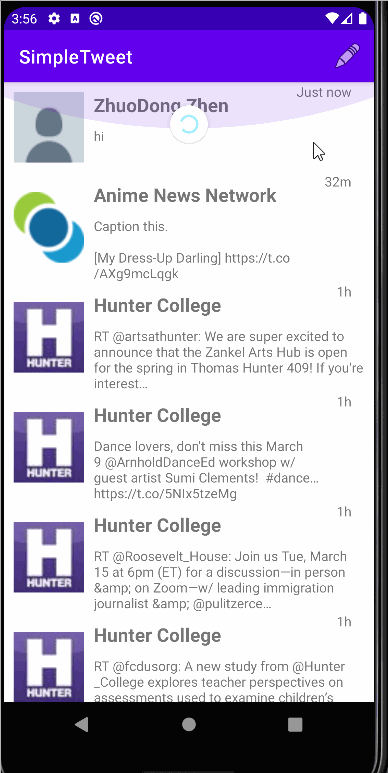 3:56
SimpleTweet
Just now
ZhuoDong Zhen
hi
32m
Anime News Network
Caption this.
[My Dress-Up Darling] https://t.co
/AXg9mcLqgk
1h
H
HUNTER
Hunter College
RT @artsathunter: We are super excited to
announce that the Zankel Arts Hub is open
for the spring in Thomas Hunter 409! If you're
interest…
1h
H
HUNTER
Hunter College
Dance lovers, don't miss this March
9 @ArnholdDanceEd workshop w/
guest artist Sumi Clements!  #dance…
https://t.co/5NIx5tzeMg
1h
H
HUNTER
Hunter College
RT @Roosevelt_House: Join us Tue, March
15 at 6pm (ET) for a discussion—in person
&amp; on Zoom—w/ leading immigration
journalist &amp; @pulitzerce…
1h
H
HUNTER
Hunter College
RT @fcdusorg: A new study from @Hunter
_College explores teacher perspectives on
assessments used to examine children's